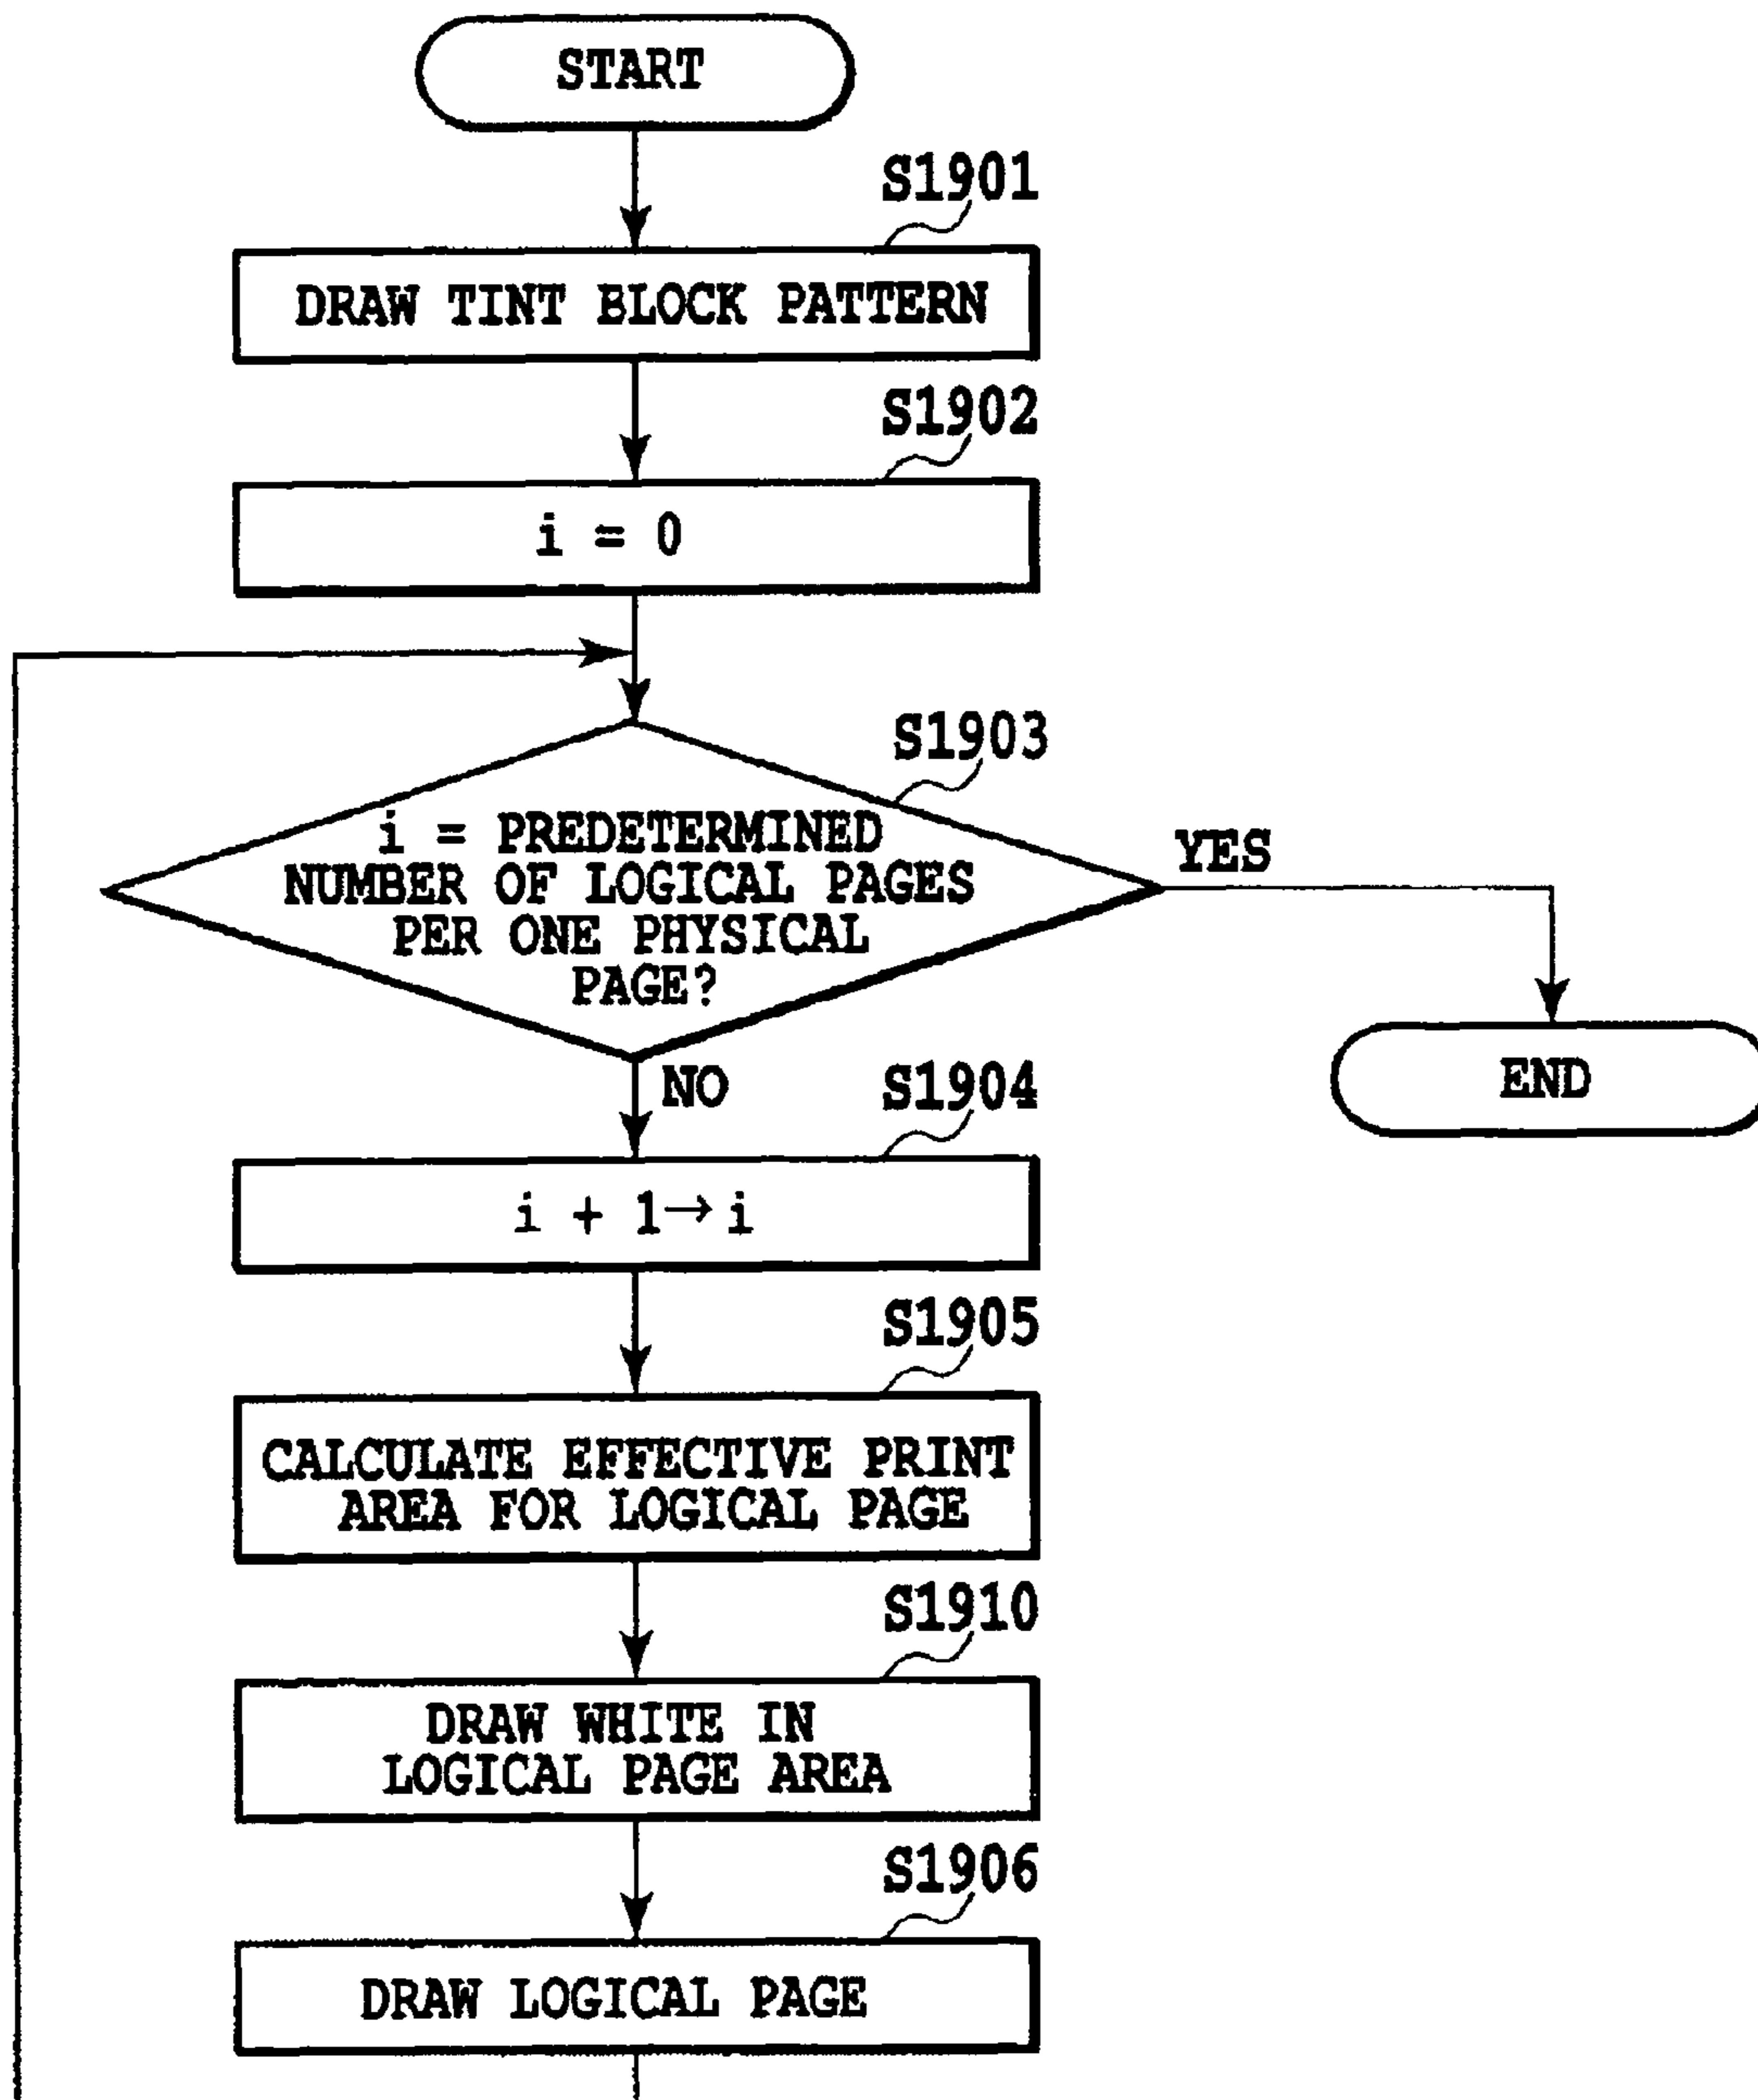 START
S1901
DRAW TINT BLOCK PATTERN
S1902
i = 0
S1903
i = PREDETERMINED
NUMBER OF LOGICAL PAGES
PER ONE PHYSICAL
PAGE?
YES
END
NO
S1904
i + 1→i
S1905
CALCULATE EFFECTIVE PRINT
AREA FOR LOGICAL PAGE
S1910
DRAW WHITE IN
LOGICAL PAGE AREA
S1906
DRAW LOGICAL PAGE